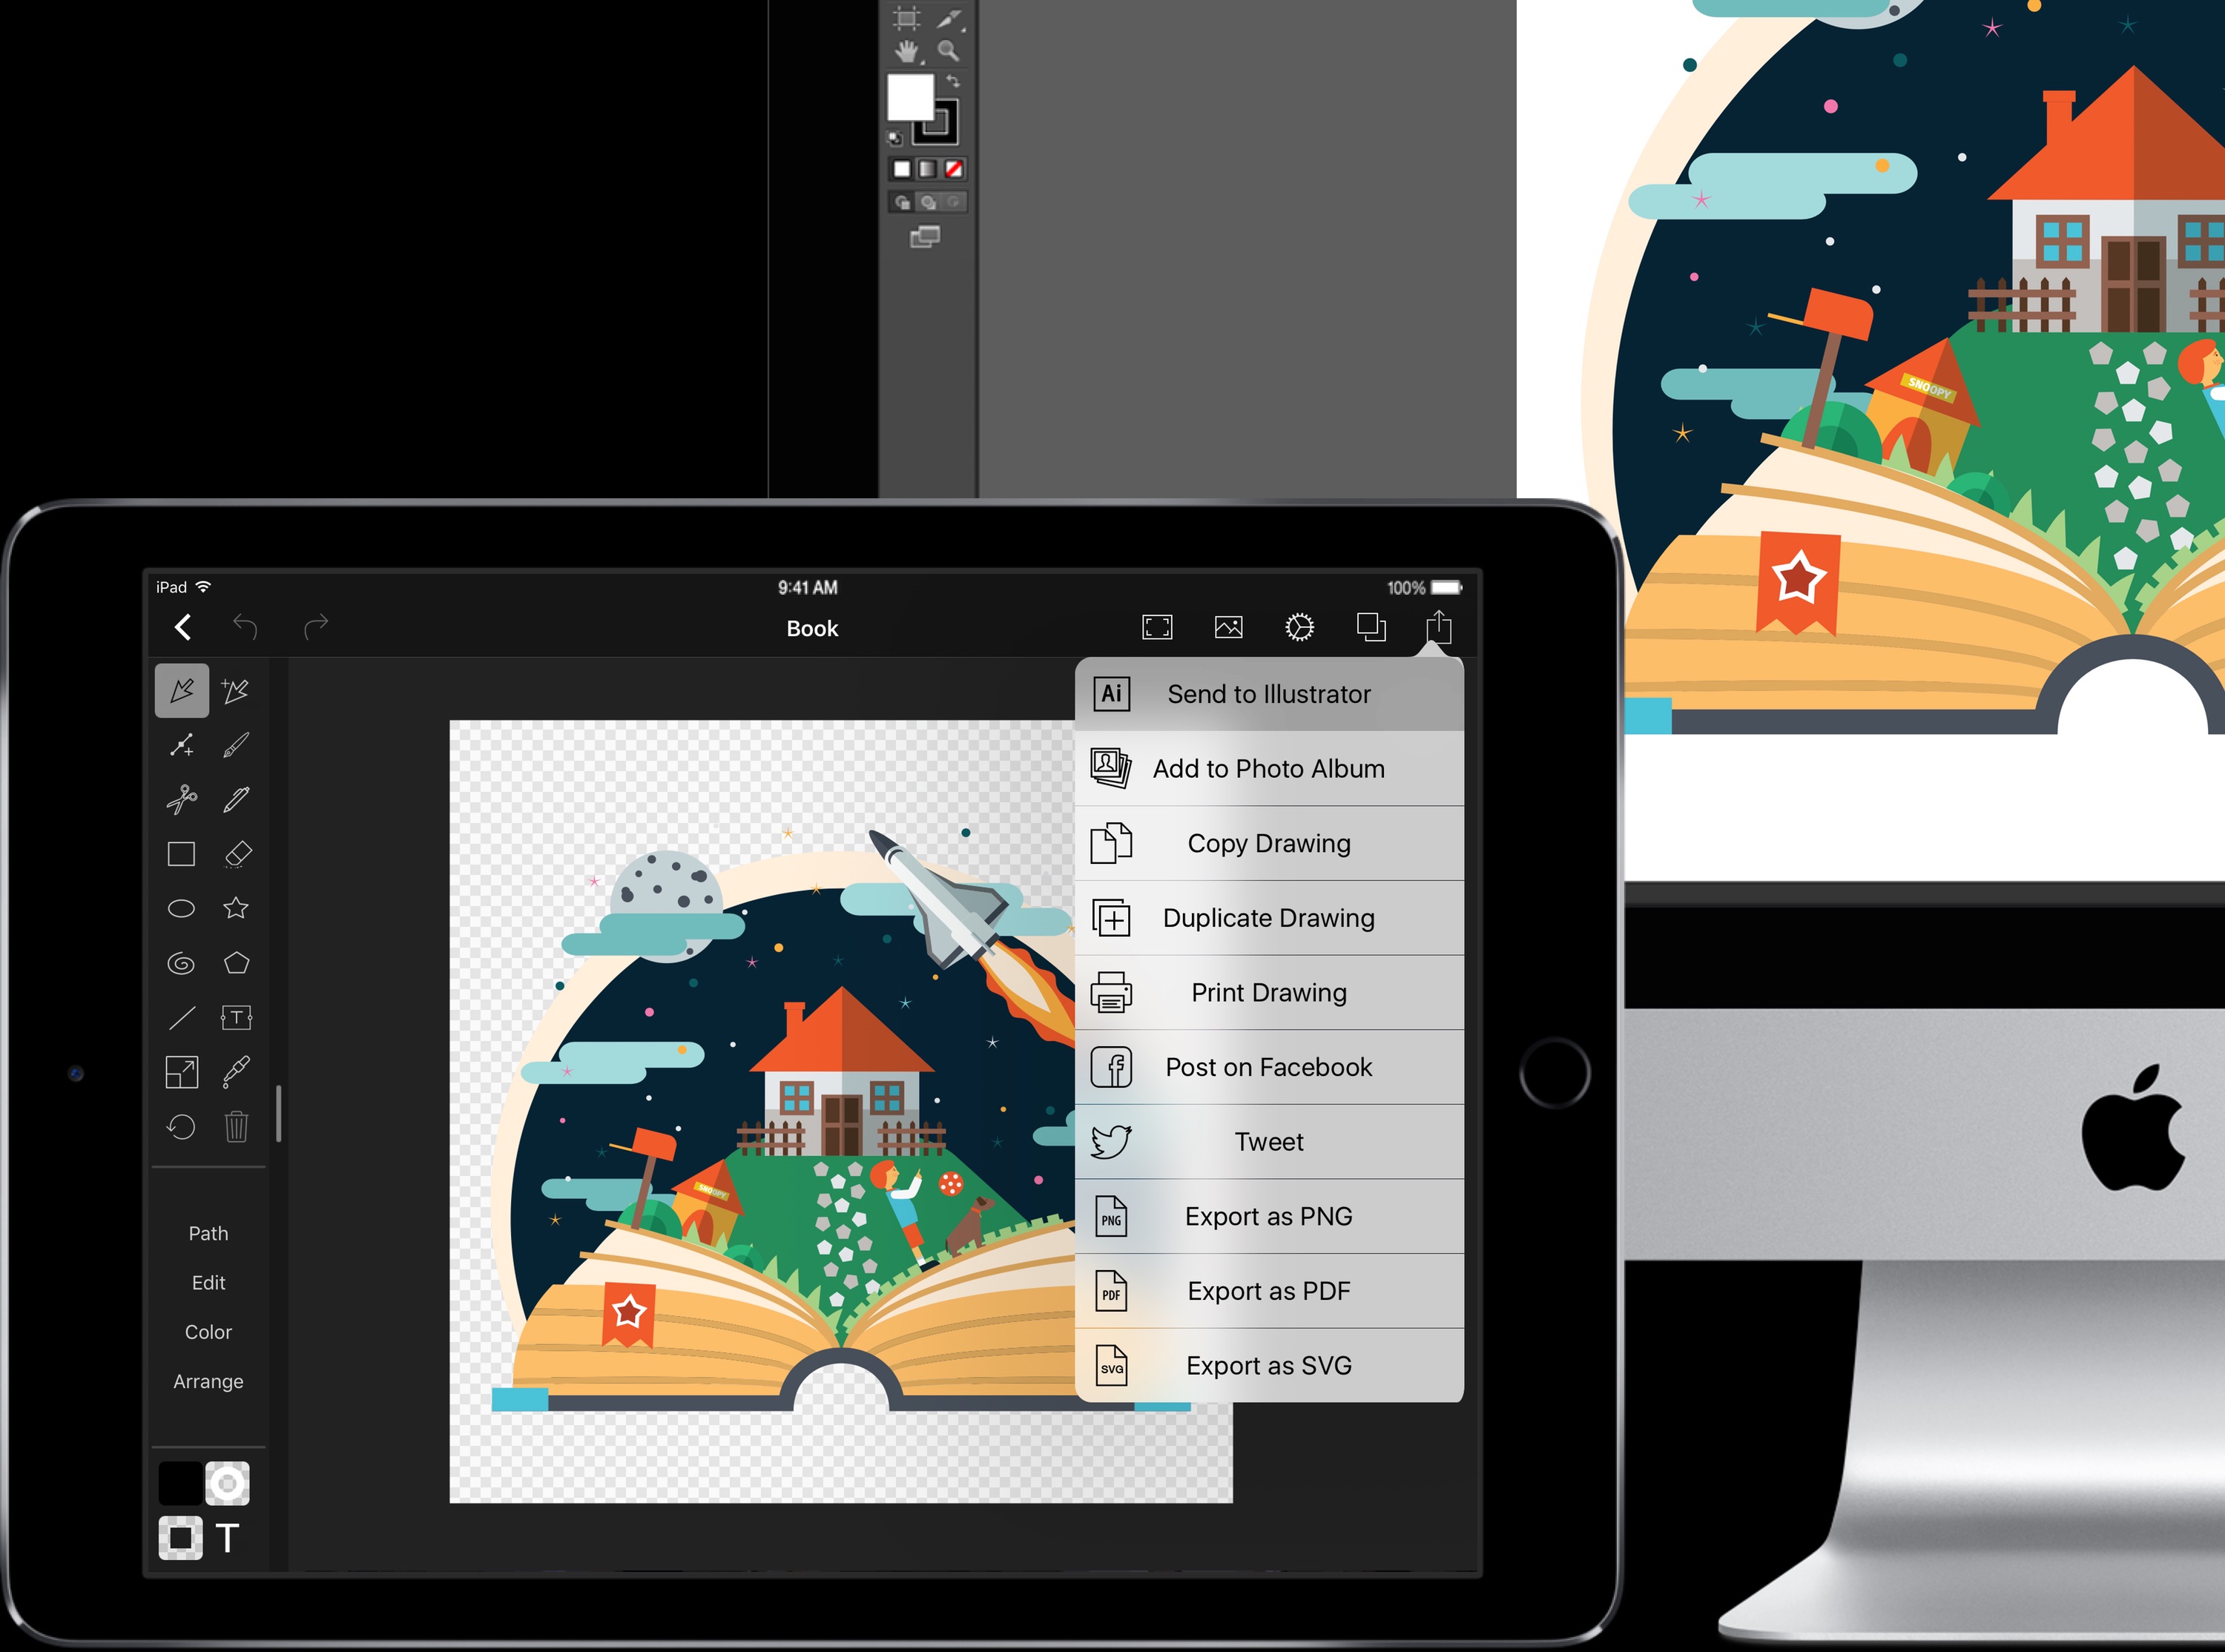 SNOOPY
iPad
9:41 AM
100%
Book
Ai Send to Illustrator
Add to Photo Album
Copy Drawing
Duplicate Drawing
Print Drawing
Post on Facebook
Tweet
PNG Export as PNG
PDF Export as PDF
SVG Export as SVG
T
SNOOPY
Path
Edit
Color
Arrange
T